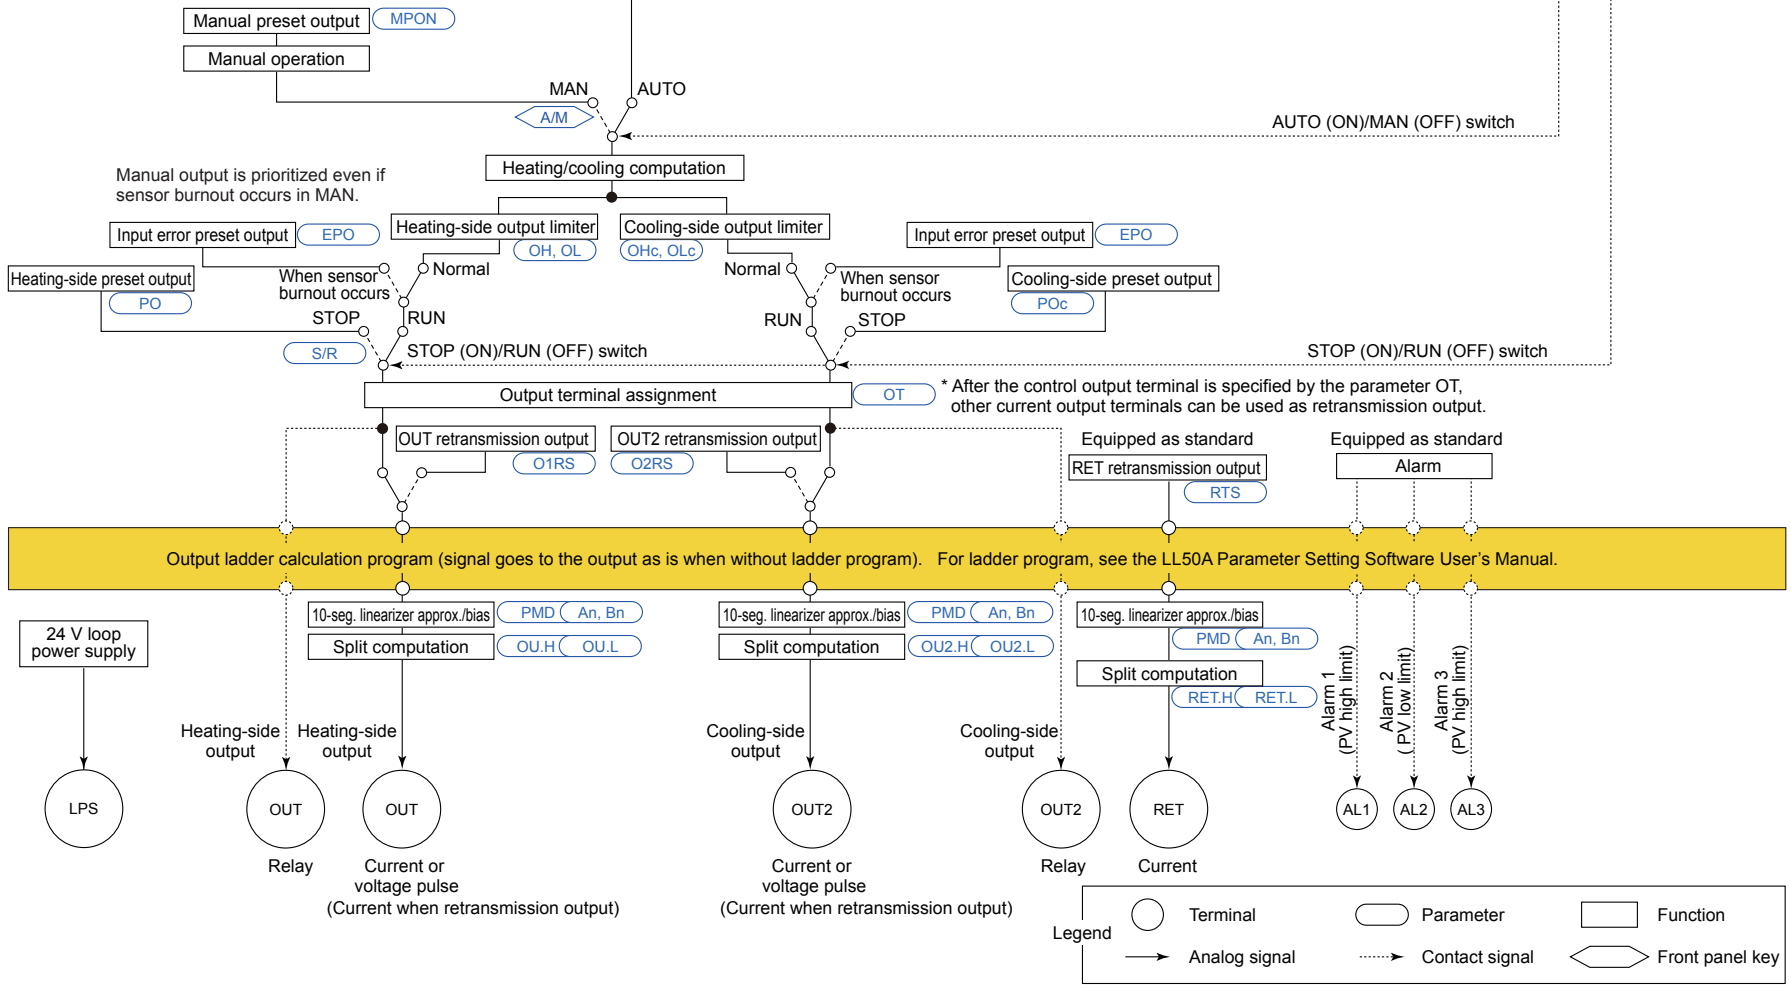 Manual preset output
MPON
Manual operation
MAN
AUTO
A/M
AUTO (ON)/MAN (OFF) switch
Heating/cooling computation
Manual output is prioritized even if
sensor burnout occurs in MAN.
Input error preset output
EPO
Heating-side output limiter
OH, OL
Cooling-side output limiter
OHc, OLc
Input error preset output
EPO
Heating-side preset output
PO
When sensor
burnout occurs
Normal
Normal
When sensor
burnout occurs
Cooling-side preset output
POc
STOP
RUN
RUN
STOP
S/R
STOP (ON)/RUN (OFF) switch
STOP (ON)/RUN (OFF) switch
Output terminal assignment
OT
* After the control output terminal is specified by the parameter OT,
other current output terminals can be used as retransmission output.
OUT retransmission output
O1RS
OUT2 retransmission output
O2RS
Equipped as standard
RET retransmission output
RTS
Equipped as standard
Alarm
Output ladder calculation program (signal goes to the output as is when without ladder program). For ladder program, see the LL50A Parameter Setting Software User's Manual.
24 V loop
power supply
10-seg. linearizer approx./bias
PMD
An, Bn
Split computation
OU.H
OU.L
10-seg. linearizer approx./bias
PMD
An, Bn
Split computation
OU2.H
OU2.L
10-seg. linearizer approx./bias
PMD
An, Bn
Split computation
RET.H
RET.L
Alarm 1
(PV high limit)
Alarm 2
( PV low limit)
Alarm 3
(PV high limit)
Heating-side
output
Heating-side
output
Cooling-side
output
Cooling-side
output
LPS
OUT
OUT
OUT2
OUT2
RET
AL1
AL2
AL3
Relay
Current or
voltage pulse
(Current when retransmission output)
Current or
voltage pulse
(Current when retransmission output)
Relay
Current
Legend
Terminal
Parameter
Function
Analog signal
Contact signal
Front panel key